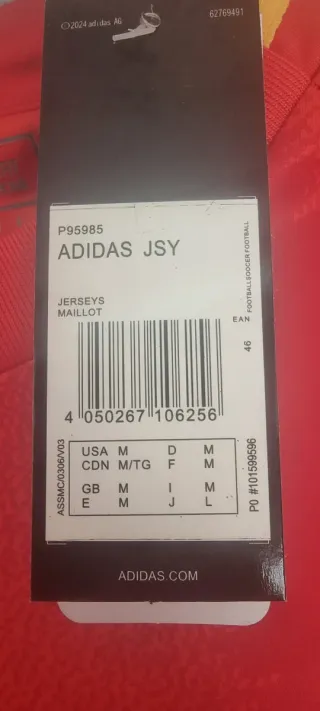 ©2024 adidas AG
62769491
P95985
ADIDAS JSY
JERSEYS
MAILLOT
EAN
FOOTBALL/SOCCER FOOTBALL
46
4 050267 106256
USA M D M
CDN M/TG F M
GB M I M
E M J L
ASSMC/0306/V03
PO #101599596
ADIDAS.COM